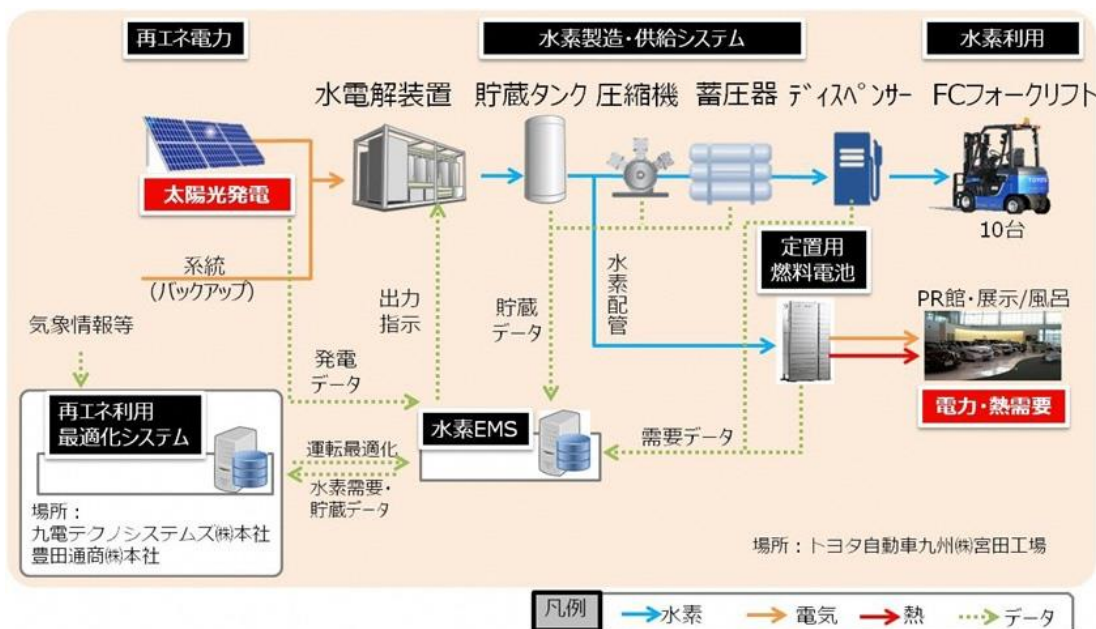 再エネ電力
水素製造・供給システム
水素利用
水電解装置
貯蔵タンク
圧縮機
蓄圧器
ディスペンサー
FCフォークリフト
太陽光発電
10台
系統
(バックアップ)
定置用
燃料電池
水素配管
出力
指示
貯蔵
データ
PR館・展示/風呂
気象情報等
発電
データ
電力・熱需要
再エネ利用
最適化システム
水素EMS
需要データ
運転最適化
水素需要・
貯蔵データ
場所：
九電テクノシステムズ㈱本社
豊田通商㈱本社
場所：トヨタ自動車九州㈱宮田工場
凡例
水素
電気
熱
データ